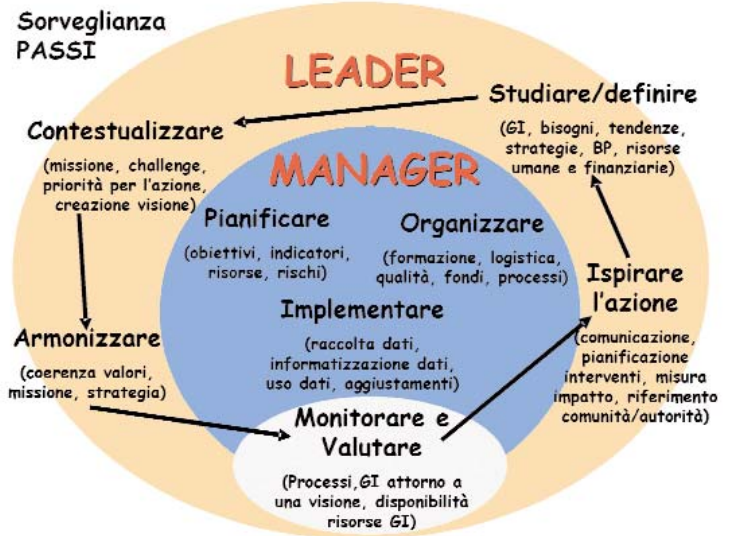 Sorveglianza
PASSI
LEADER
Studiare/definire
(GI, bisogni, tendenze,
strategie, BP, risorse
umane e finanziarie)
Contestualizzare
(missione, challenge,
priorità per l'azione,
creazione visione)
MANAGER
Pianificare
(obiettivi, indicatori,
risorse, rischi)
Organizzare
(formazione, logistica,
qualità, fondi, processi)
Ispirare
l'azione
(comunicazione,
pianificazione
interventi, misura
impatto, riferimento
comunità/autorità)
Implementare
(raccolta dati,
informatizzazione dati,
uso dati, aggiustamenti)
Armonizzare
(coerenza valori,
missione, strategia)
Monitorare e
Valutare
(Processi,GI attorno a
una visione, disponibilità
risorse GI)